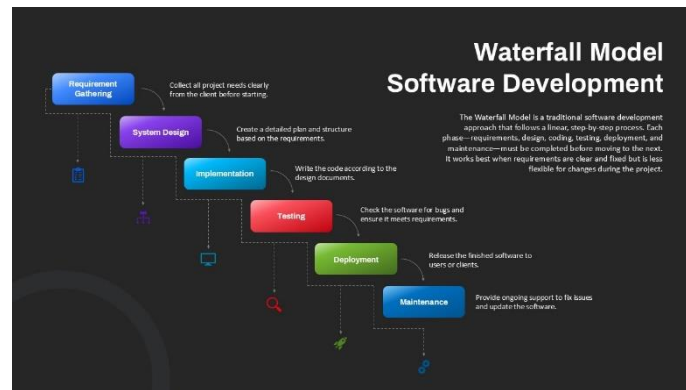 Waterfall Model
Software Development
The Waterfall Model is a traditional software development
approach that follows a linear, step-by-step process. Each
phase—requirements, design, coding, testing, deployment, and
maintenance—must be completed before moving to the next.
It works best when requirements are clear and fixed but is less
flexible for changes during the project.
Requirement
Gathering
Collect all project needs clearly
from the client before starting.
System Design
Create a detailed plan and structure
based on the requirements.
Implementation
Write the code according to the
design documents.
Testing
Check the software for bugs and
ensure it meets requirements.
Deployment
Release the finished software to
users or clients.
Maintenance
Provide ongoing support to fix issues
and update the software.